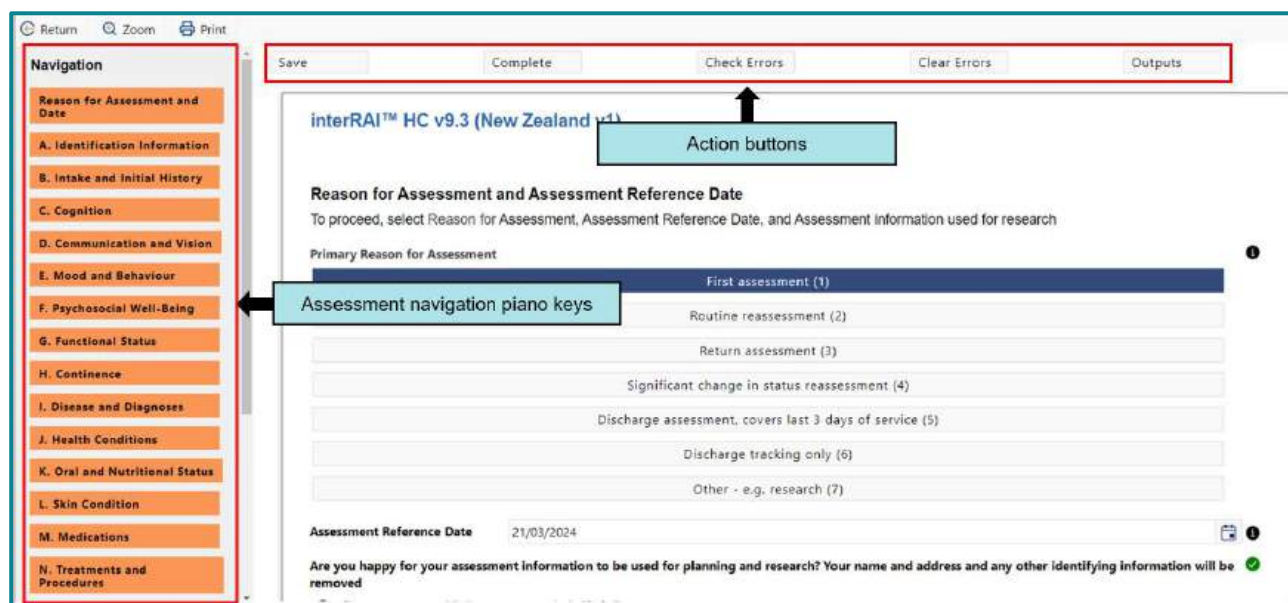 Return Zoom Print
Navigation
Reason for Assessment and
Date
A. Identification Information
B. Intake and Initial History
C. Cognition
D. Communication and Vision
E. Mood and Behaviour
F. Psychosocial Well-Being
G. Functional Status
H. Continence
I. Disease and Diagnoses
J. Health Conditions
K. Oral and Nutritional Status
L. Skin Condition
M. Medications
N. Treatments and
Procedures
Save Complete Check Errors Clear Errors Outputs
interRAI™ HC v9.3 (New Zealand v1)
Action buttons
Reason for Assessment and Assessment Reference Date
To proceed, select Reason for Assessment, Assessment Reference Date, and Assessment Information used for research
Primary Reason for Assessment
First assessment (1)
Assessment navigation piano keys
Routine reassessment (2)
Return assessment (3)
Significant change in status reassessment (4)
Discharge assessment, covers last 3 days of service (5)
Discharge tracking only (6)
Other - e.g. research (7)
Assessment Reference Date 21/03/2024
Are you happy for your assessment information to be used for planning and research? Your name and address and any other identifying information will be
removed